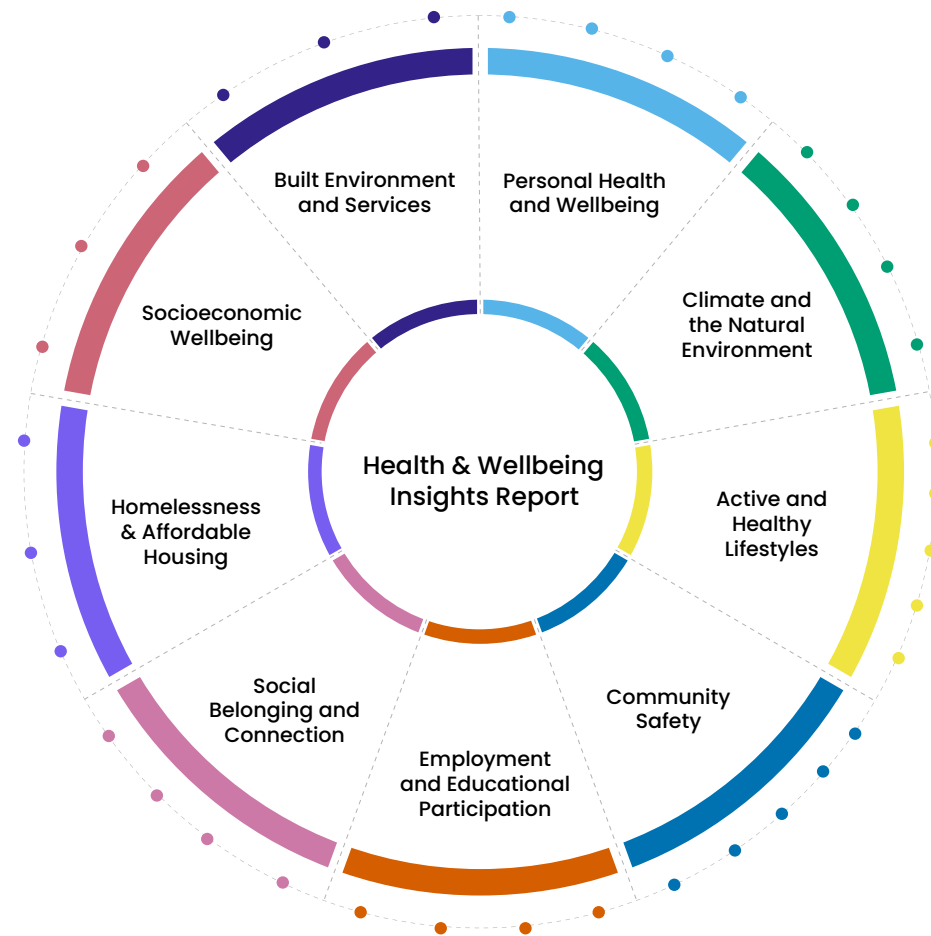 Built Environment
and Services
Personal Health
and Wellbeing
Socioeconomic
Wellbeing
Climate and
the Natural
Environment
Health & Wellbeing
Insights Report
Homelessness
& Affordable
Housing
Active and
Healthy
Lifestyles
Social
Belonging and
Connection
Community
Safety
Employment
and Educational
Participation